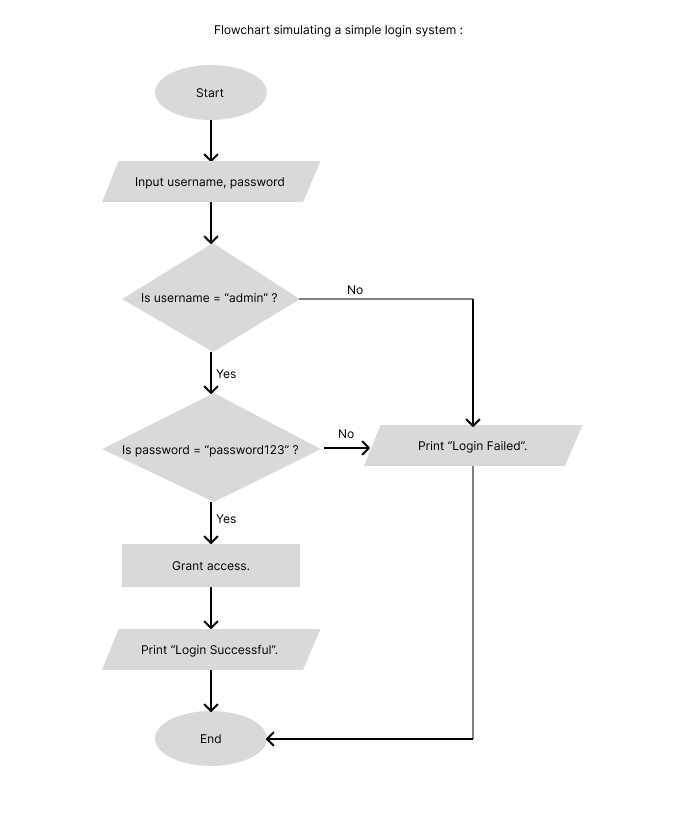 Flowchart simulating a simple login system :
Start
Input username, password
Is username = “admin” ?
No
Yes
Is password = “password123” ?
No
Print “Login Failed”.
Yes
Grant access.
Print “Login Successful”.
End